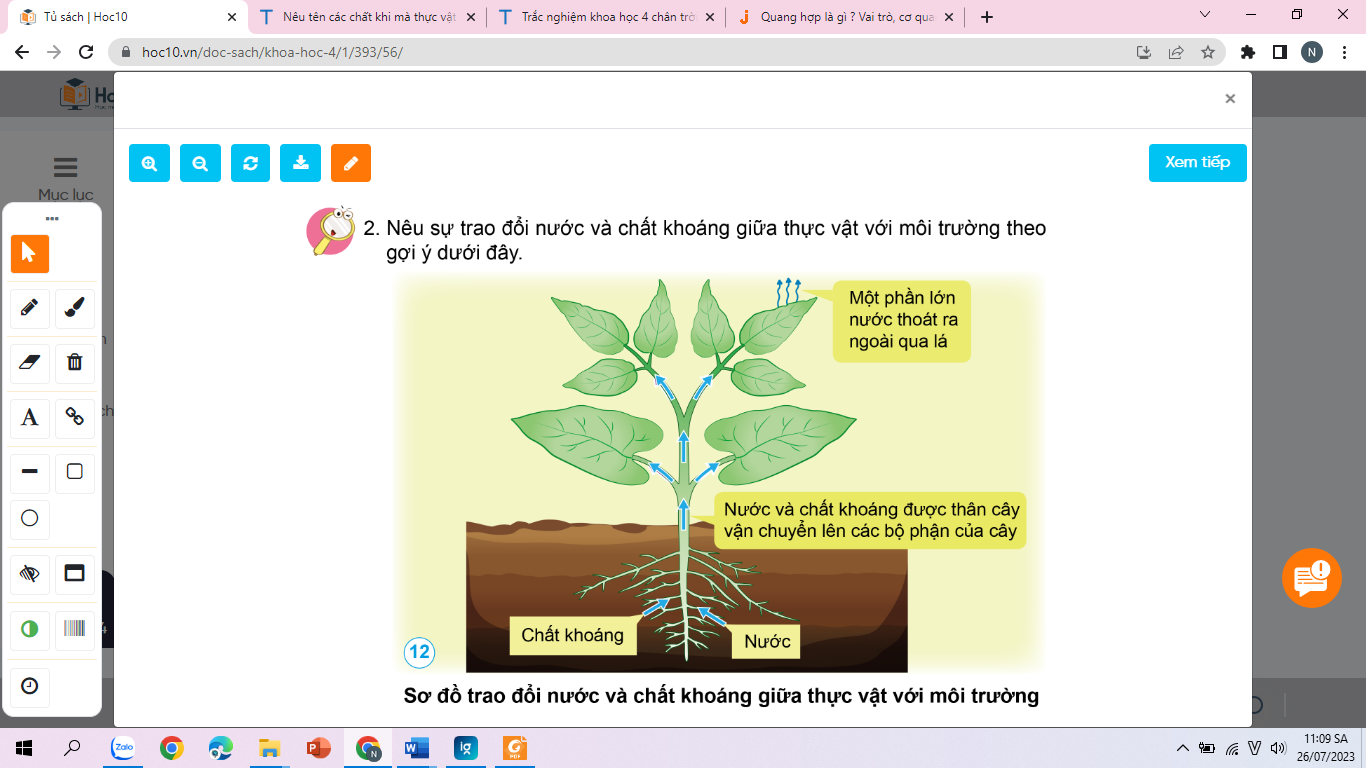 Tủ sách | Hoc10
Nêu tên các chất khí mà thực vật
Trắc nghiệm khoa học 4 chân trờ
Quang hợp là gì ? Vai trò, cơ qua
hoc10.vn/doc-sach/khoa-hoc-4/1/393/56/
N
Mục lục
Xem tiếp
2. Nêu sự trao đổi nước và chất khoáng giữa thực vật với môi trường theo
gợi ý dưới đây.
Một phần lớn
nước thoát ra
ngoài qua lá
Nước và chất khoáng được thân cây
vận chuyển lên các bộ phận của cây
Chất khoáng
Nước
12
Sơ đồ trao đổi nước và chất khoáng giữa thực vật với môi trường
A
Zalo
11:09 SA
26/07/2023